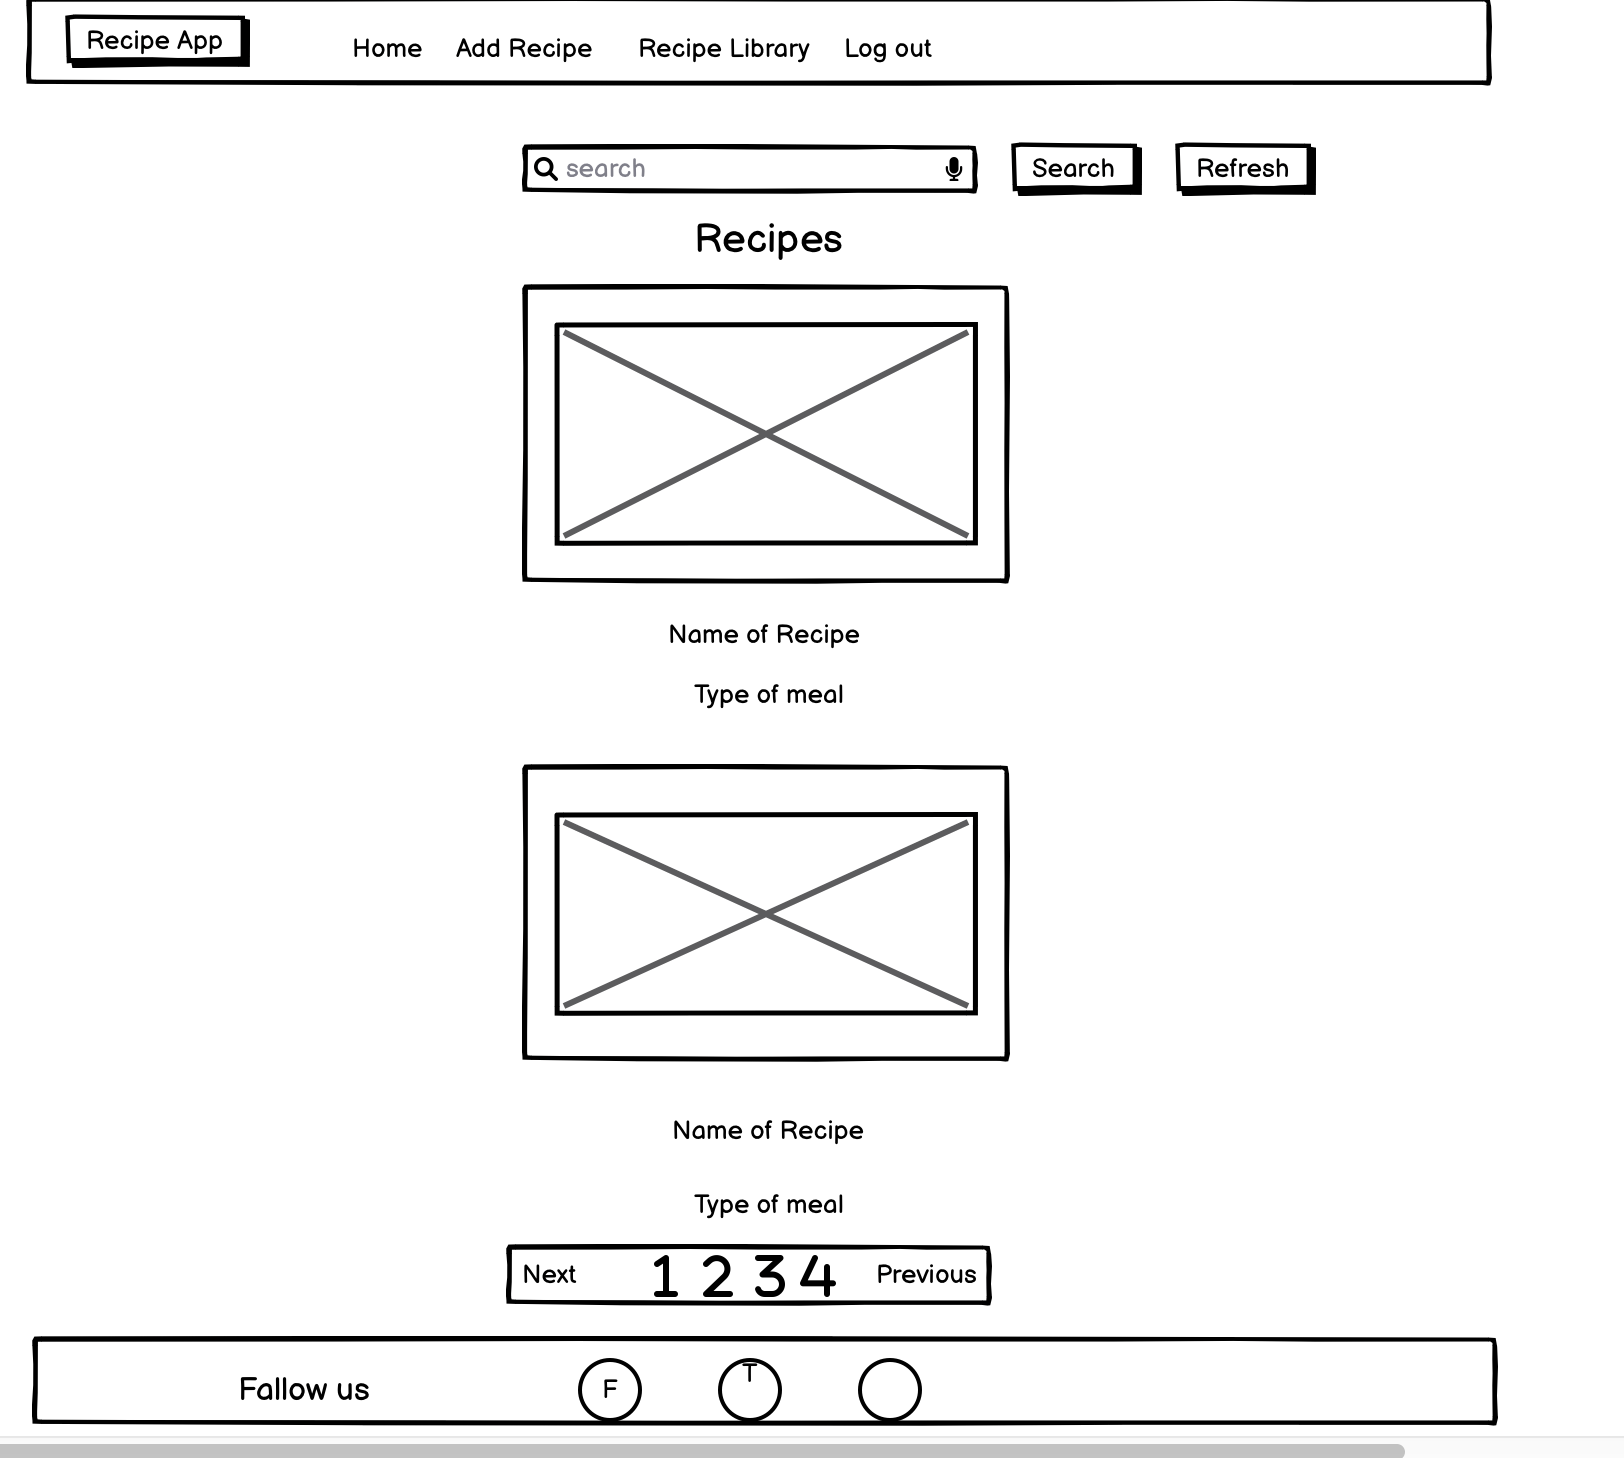 Recipe App
Home Add Recipe Recipe Library Log out
search
Search
Refresh
Recipes
Name of Recipe
Type of meal
Name of Recipe
Type of meal
Next 1 2 3 4 Previous
Fallow us
F
T